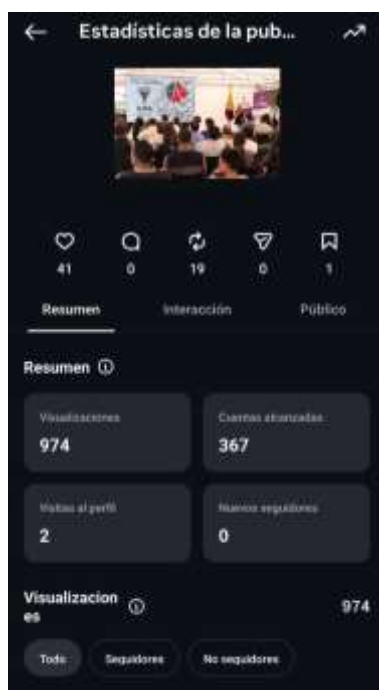 Estadísticas de la pub...
41 0 19 0 1
Resumen Interacción Público
Resumen
Visualizaciones Cuentas alcanzadas
974 367
Visitas al perfil Nuevos seguidores
2 0
Visualizacion
es
974
Todo Seguidores No seguidores